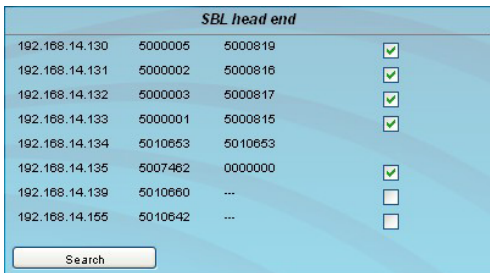 SBL head end
192.168.14.130 5000005 5000819
192.168.14.131 5000002 5000816
192.168.14.132 5000003 5000817
192.168.14.133 5000001 5000815
192.168.14.134 5010653 5010653
192.168.14.135 5007462 0000000
192.168.14.139 5010660 ---
192.168.14.155 5010642 ---
Search